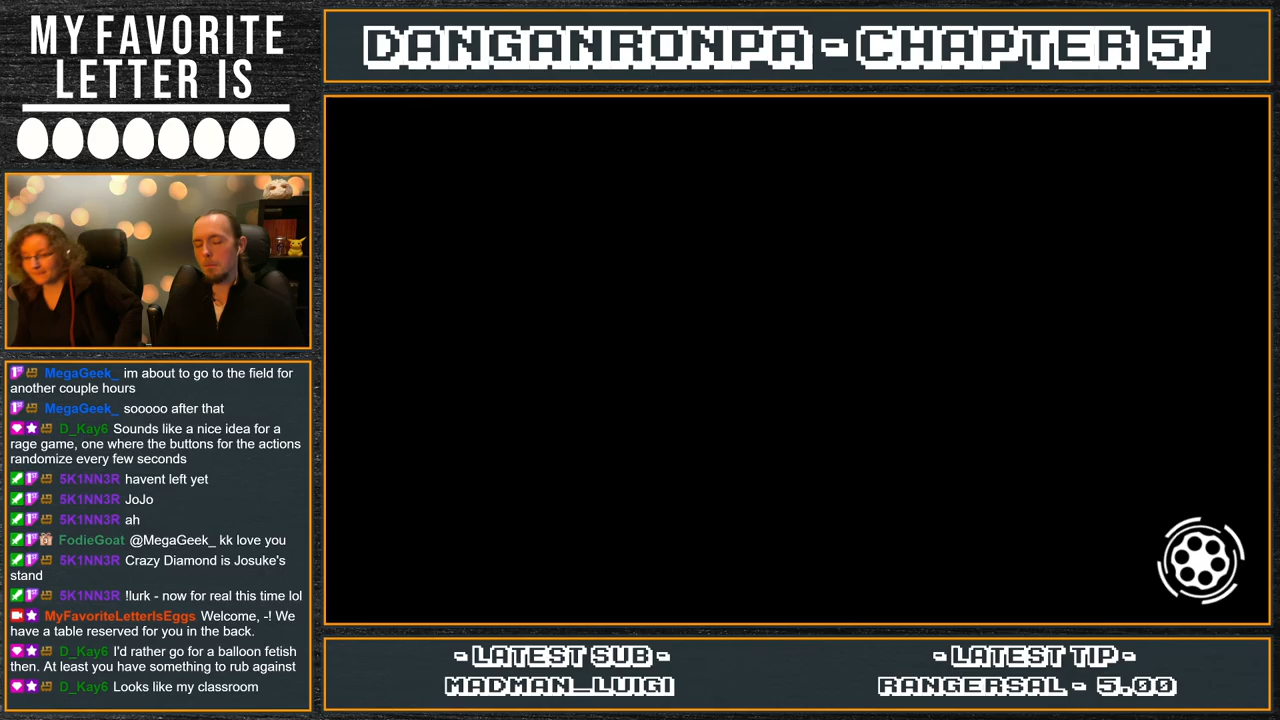 MY FAVORITE
LETTER IS
DANGANRONPA - CHAPTER 5!
MegaGeek_ im about to go to the field for
another couple hours
MegaGeek_ sooooo after that
D_Kay6 Sounds like a nice idea for a
rage game, one where the buttons for the actions
randomize every few seconds
5K1NN3R havent left yet
5K1NN3R JoJo
5K1NN3R ah
FodieGoat @MegaGeek_ kk love you
5K1NN3R Crazy Diamond is Josuke's
stand
5K1NN3R !lurk - now for real this time lol
MyFavoriteLetterIsEggs Welcome, -! We
have a table reserved for you in the back.
D_Kay6 I'd rather go for a balloon fetish
then. At least you have something to rub against
D_Kay6 Looks like my classroom
- LATEST SUB -
MADMAN_LUIGI
- LATEST TIP -
RANGERSAL - 5.00